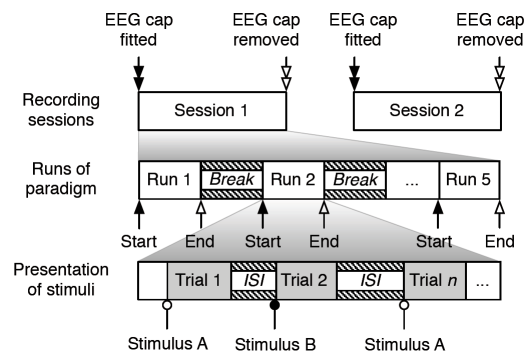 EEG cap fitted
EEG cap removed
EEG cap fitted
EEG cap removed
Recording sessions
Session 1
Session 2
Runs of paradigm
Run 1
Break
Run 2
Break
...
Run 5
Start
End
Start
End
Start
End
Presentation of stimuli
Trial 1
ISI
Trial 2
ISI
Trial n
...
Stimulus A
Stimulus B
Stimulus A